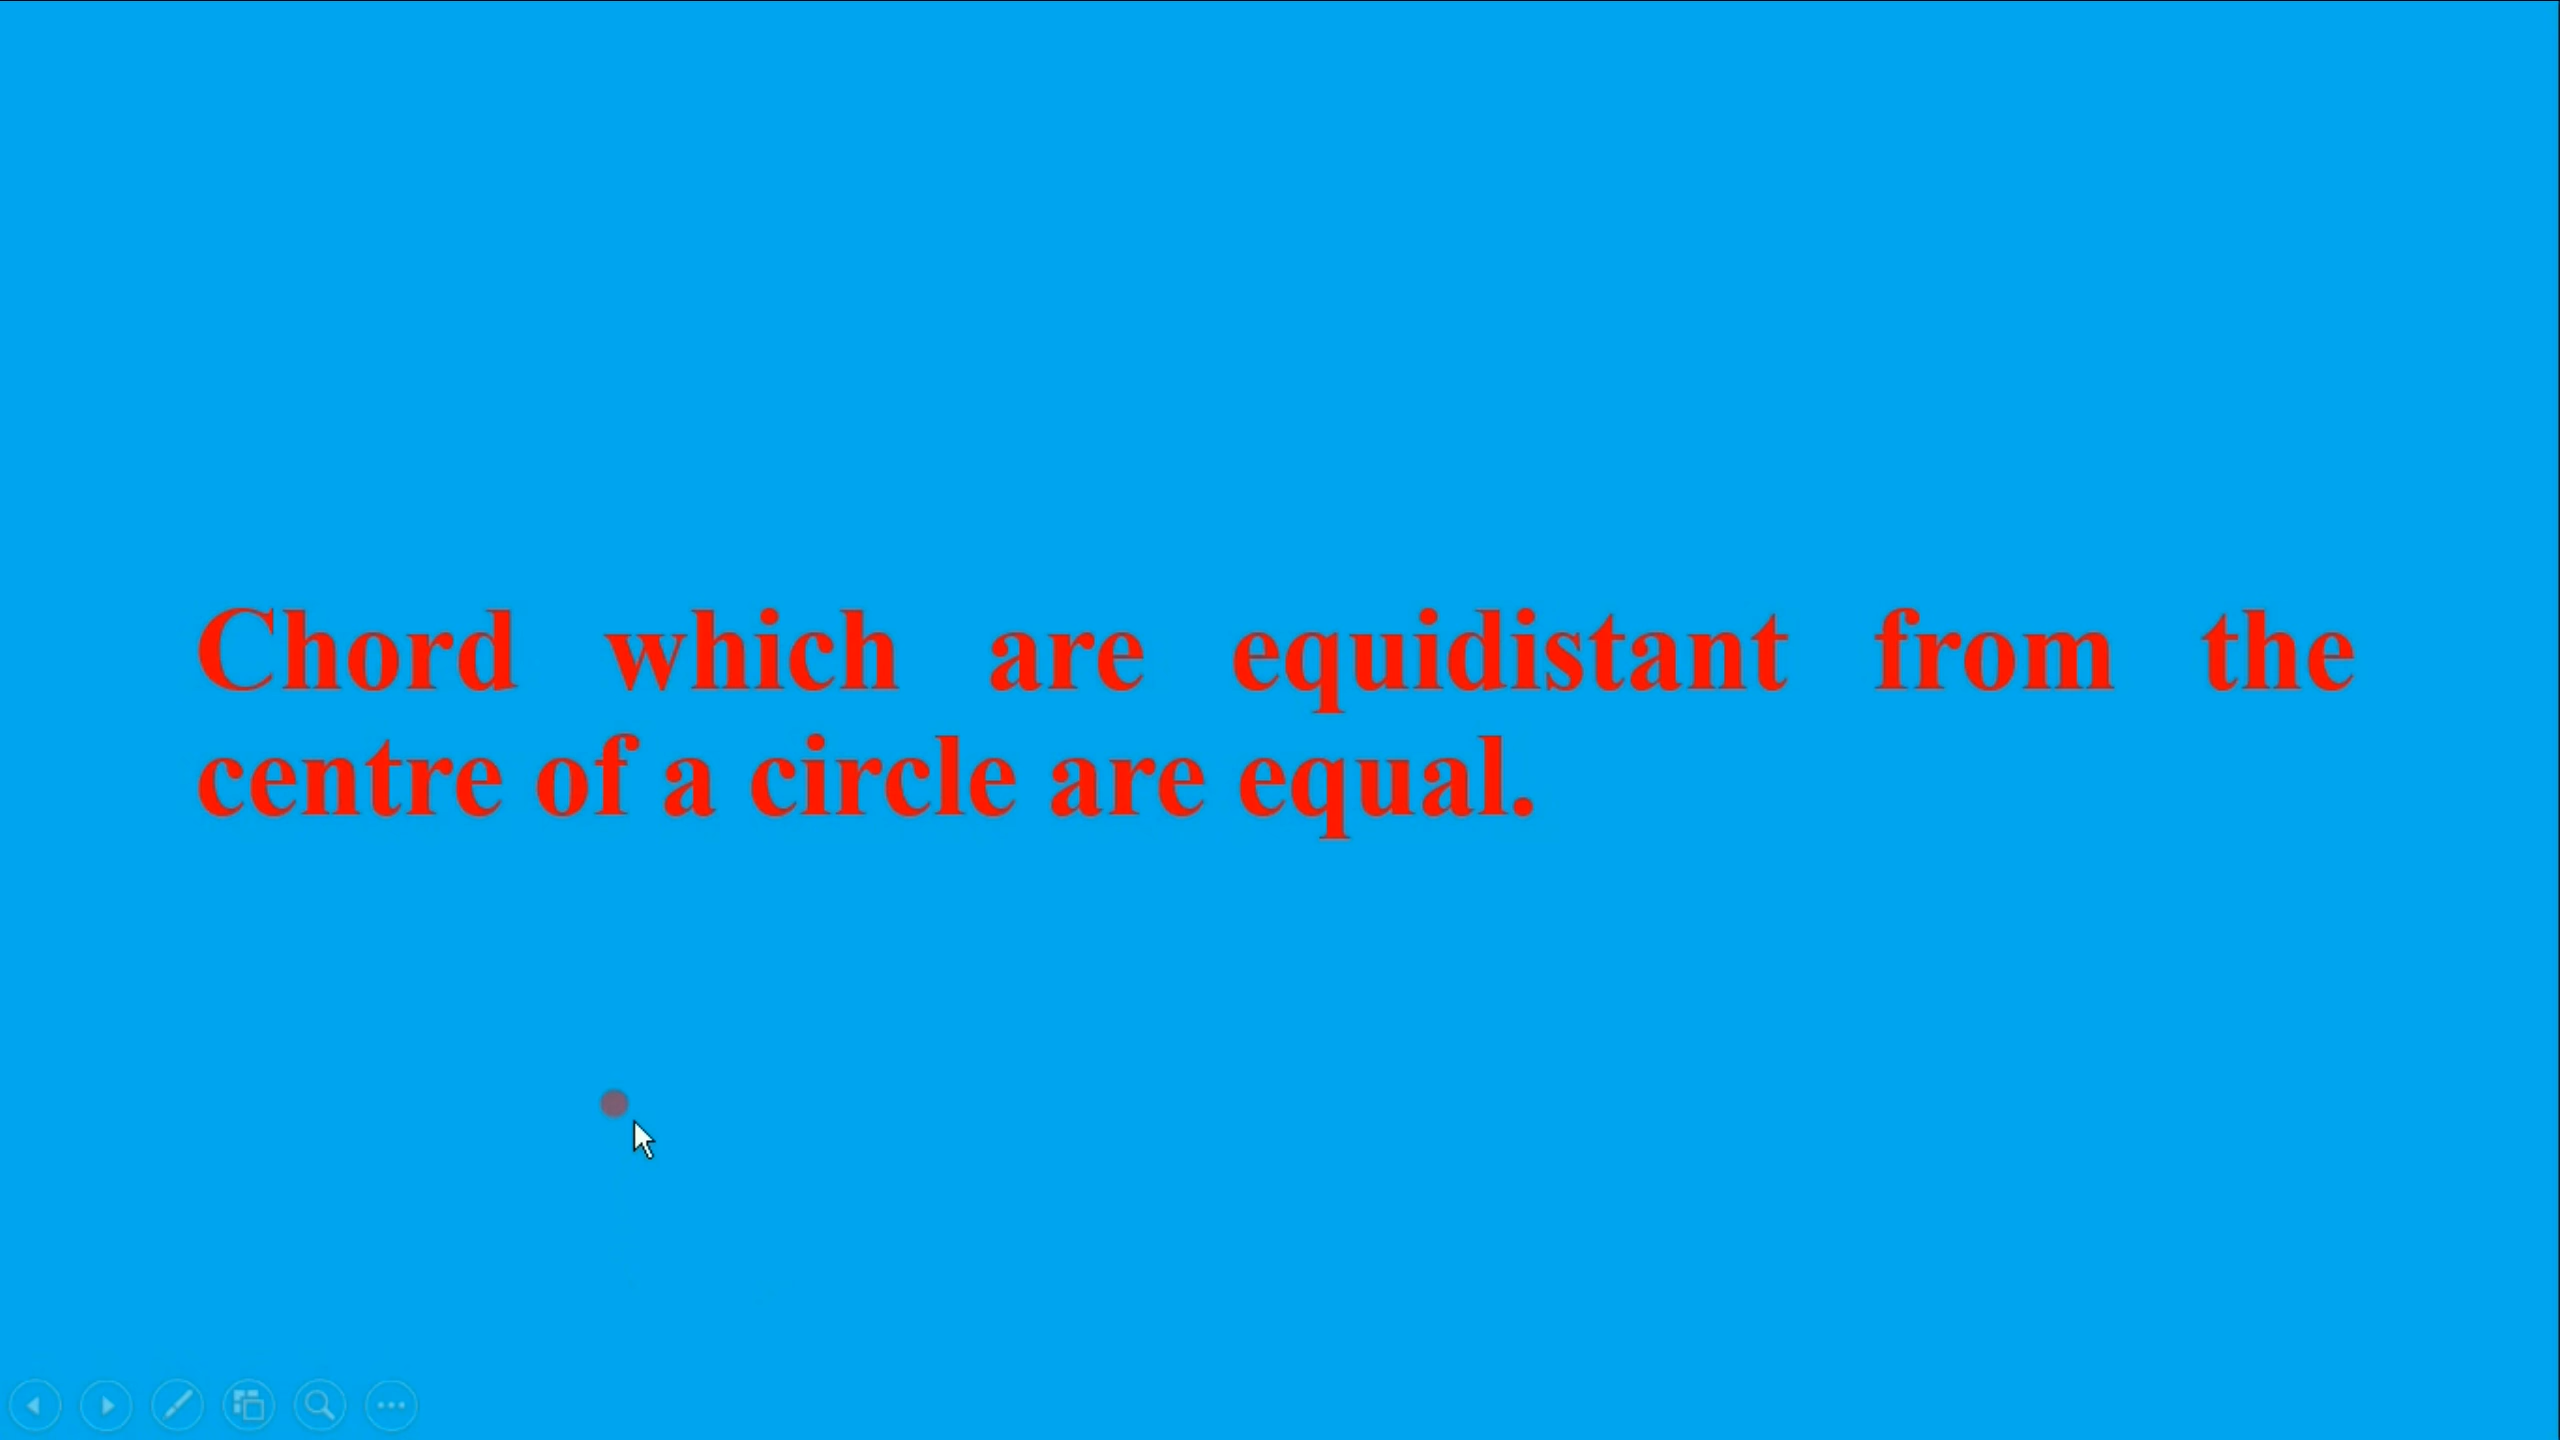 Chord which are equidistant from the
centre of a circle are equal.